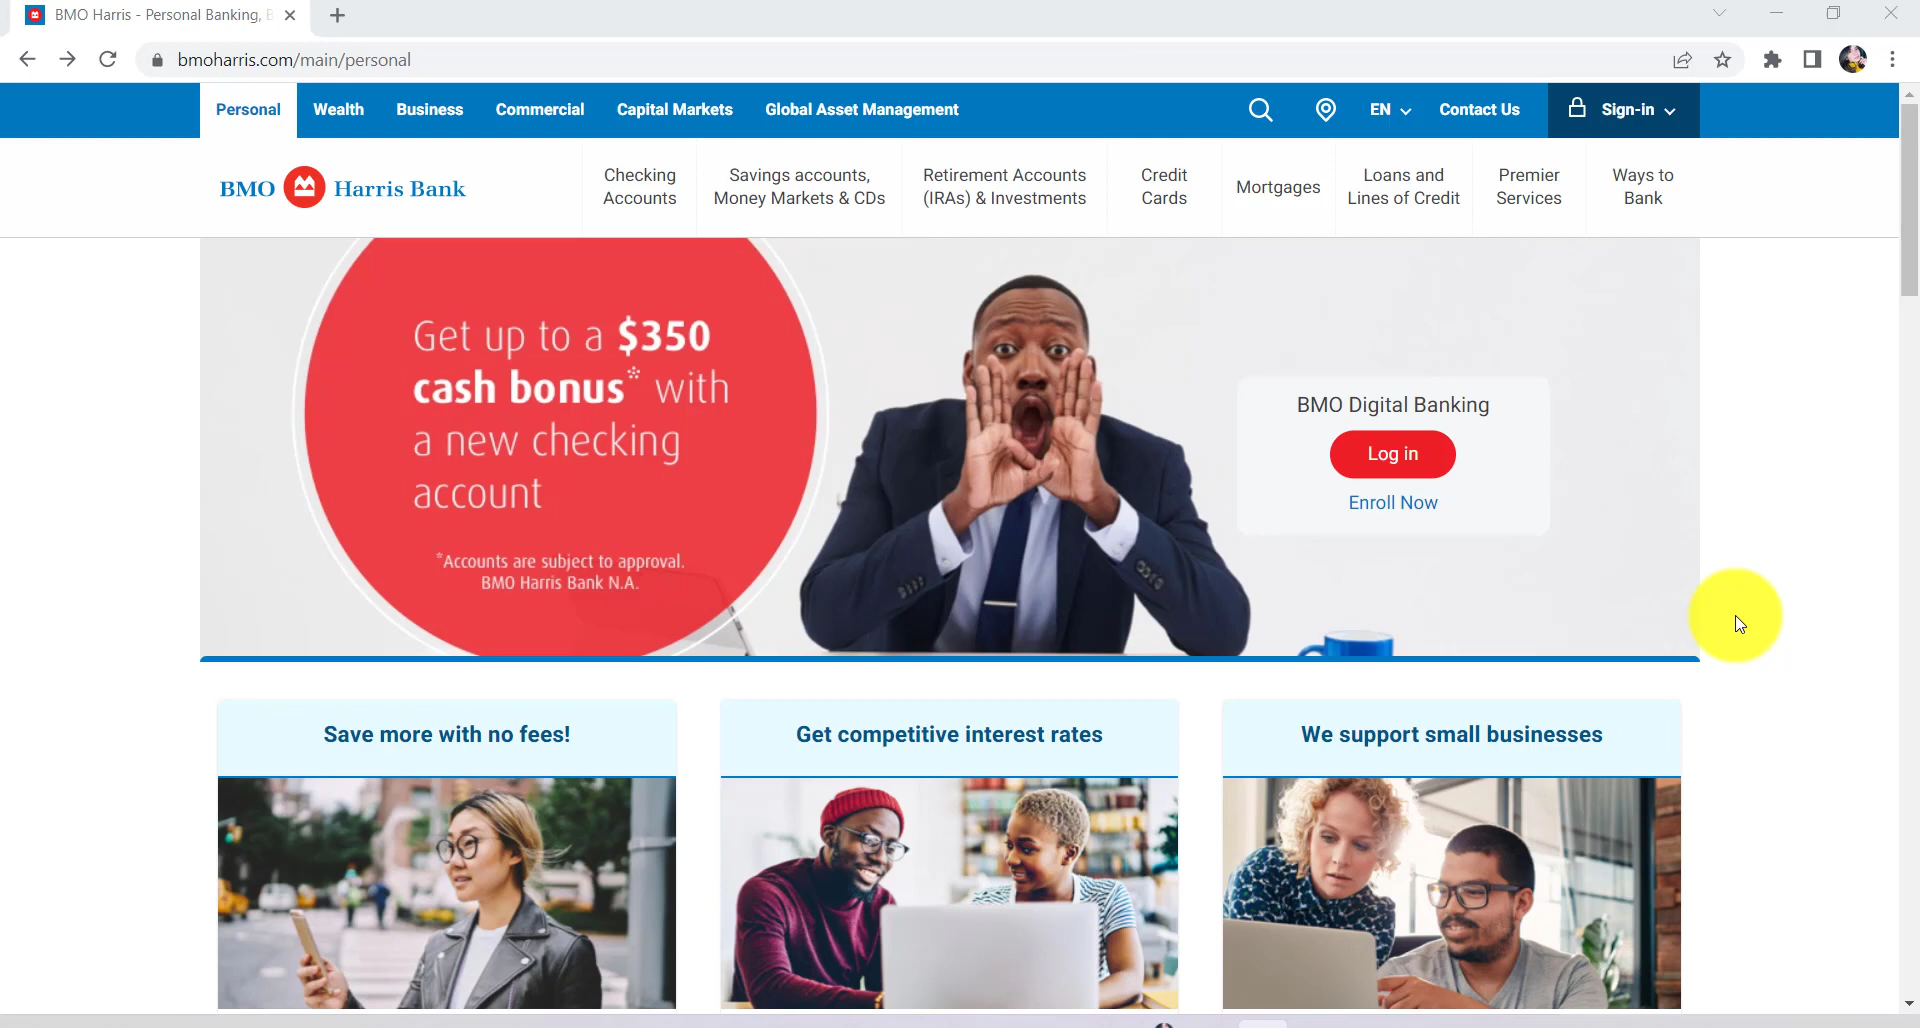 BMO Harris - Personal Banking,
bmoharris.com/main/personal
Personal Wealth Business Commercial Capital Markets Global Asset Management EN Contact Us Sign-in
BMO Harris Bank
Checking
Accounts
Savings accounts,
Money Markets & CDs
Retirement Accounts
(IRAs) & Investments
Credit
Cards
Mortgages
Loans and
Lines of Credit
Premier
Services
Ways to
Bank
Get up to a $350
cash bonus* with
a new checking
account
*Accounts are subject to approval.
BMO Harris Bank N.A.
BMO Digital Banking
Log in
Enroll Now
Save more with no fees!
Get competitive interest rates
We support small businesses